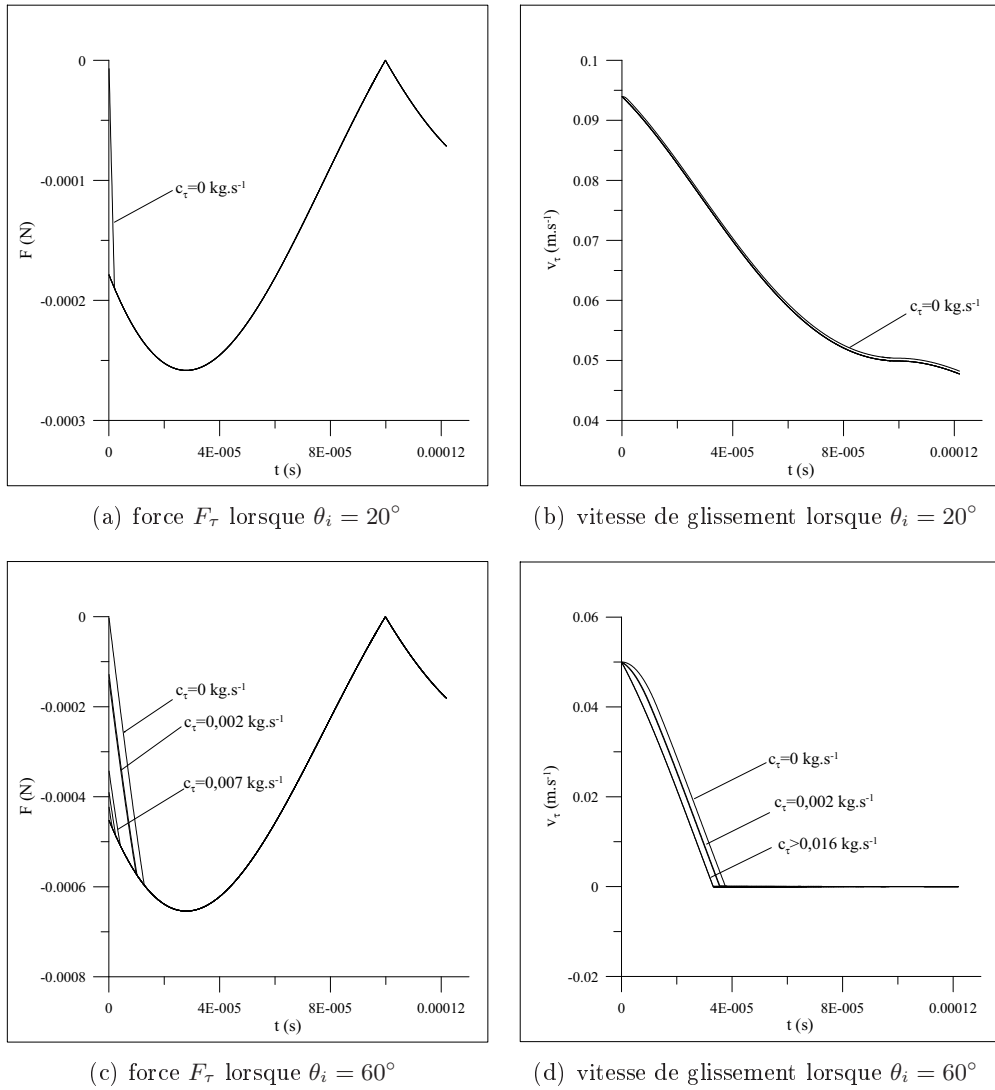 0
-0.0001
-0.0002
-0.0003
F (N)
c_τ=0 kg.s⁻¹
0 4E-005 8E-005 0.00012
t (s)
(a) force F_τ lorsque θ_i = 20°
0.1
0.09
0.08
0.07
0.06
0.05
0.04
v_τ (m.s⁻¹)
c_τ=0 kg.s⁻¹
0 4E-005 8E-005 0.00012
t (s)
(b) vitesse de glissement lorsque θ_i = 20°
0
-0.0002
-0.0004
-0.0006
-0.0008
F (N)
c_τ=0 kg.s⁻¹
c_τ=0,002 kg.s⁻¹
c_τ=0,007 kg.s⁻¹
0 4E-005 8E-005 0.00012
t (s)
(c) force F_τ lorsque θ_i = 60°
0.06
0.04
0.02
0
-0.02
v_τ (m.s⁻¹)
c_τ=0 kg.s⁻¹
c_τ=0,002 kg.s⁻¹
c_τ>0,016 kg.s⁻¹
0 4E-005 8E-005 0.00012
t (s)
(d) vitesse de glissement lorsque θ_i = 60°